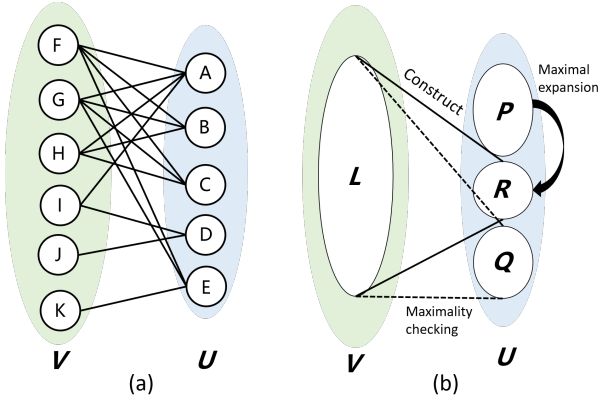 F
G
H
I
J
K
A
B
C
D
E
V
U
(a)
L
Construct
P
R
Q
Maximal
expansion
Maximality
checking
V
U
(b)